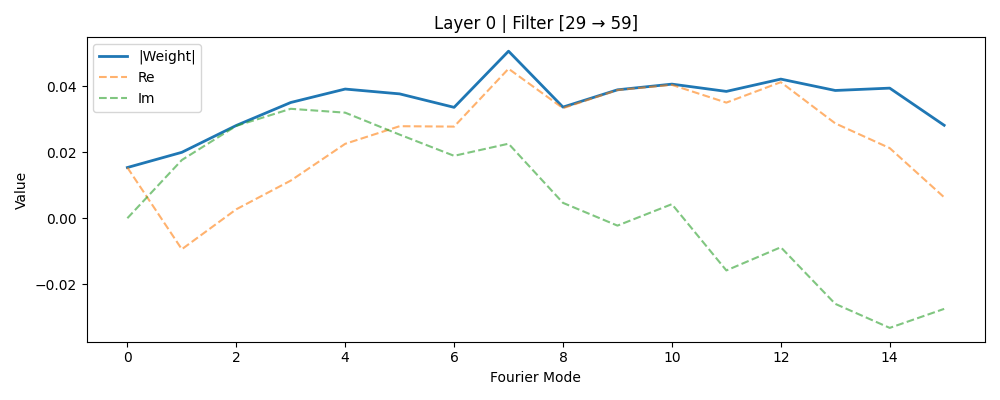 Layer 0 | Filter [29 → 59]
|Weight|
Re
Im
Value
0.04
0.02
0.00
−0.02
0 2 4 6 8 10 12 14
Fourier Mode